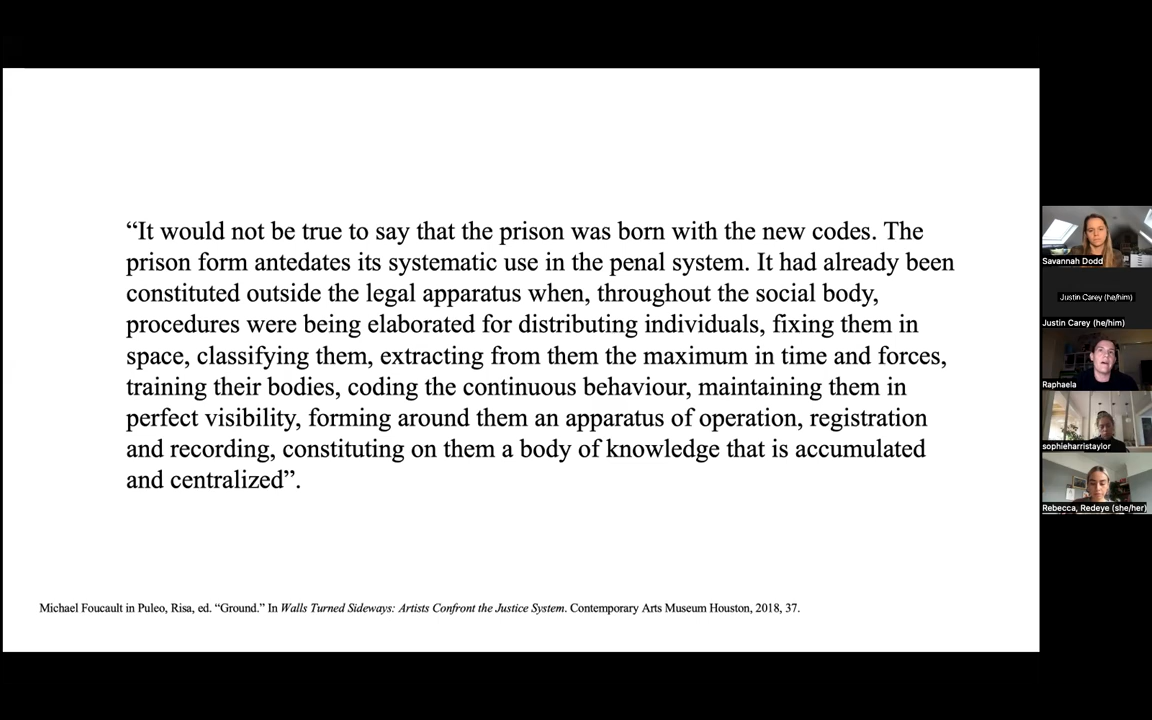 “It would not be true to say that the prison was born with the new codes. The
prison form antedates its systematic use in the penal system. It had already been
constituted outside the legal apparatus when, throughout the social body,
procedures were being elaborated for distributing individuals, fixing them in
space, classifying them, extracting from them the maximum in time and forces,
training their bodies, coding the continuous behaviour, maintaining them in
perfect visibility, forming around them an apparatus of operation, registration
and recording, constituting on them a body of knowledge that is accumulated
and centralized”.
Michael Foucault in Puleo, Risa, ed. “Ground.” In Walls Turned Sideways: Artists Confront the Justice System. Contemporary Arts Museum Houston, 2018, 37.
Savannah Dodd
Justin Carey (he/him)
Justin Carey (he/him)
Raphaela
sophieharristaylor
Rebecca, Redeye (she/her)